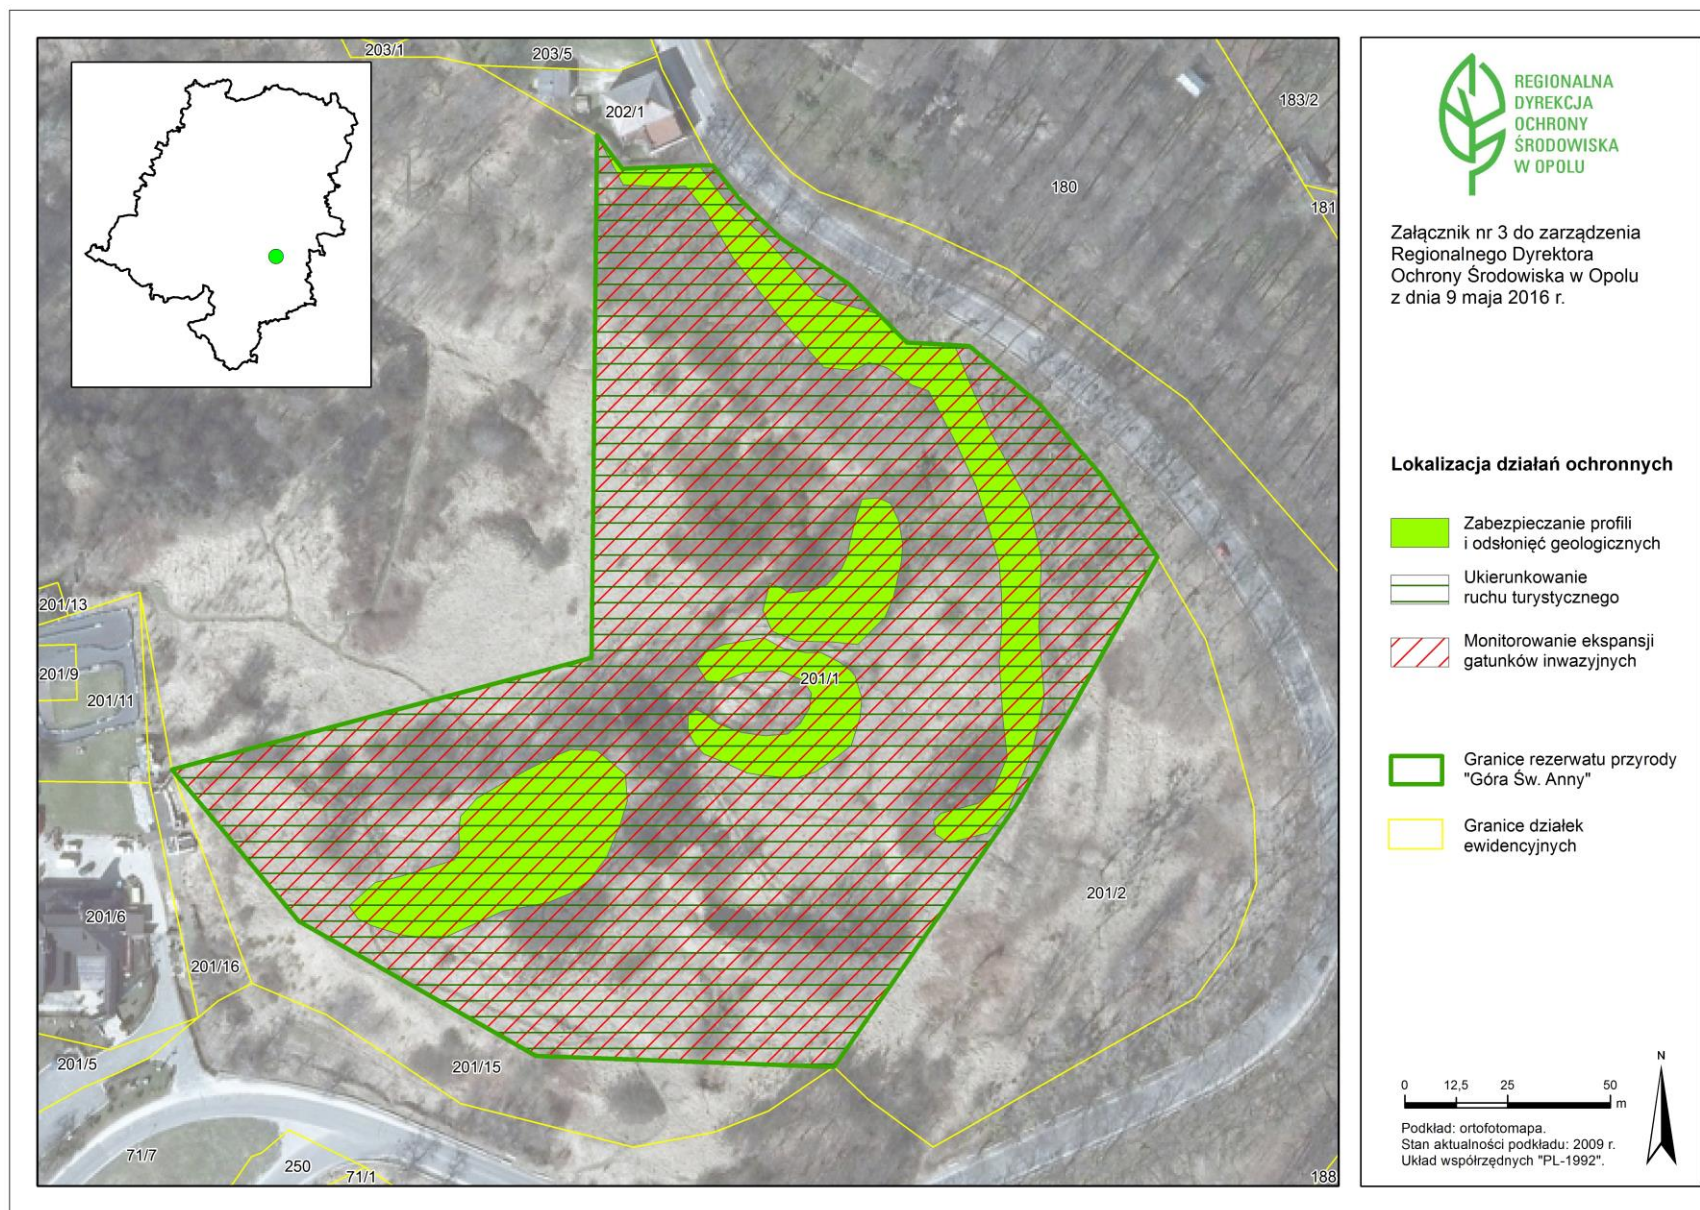 203/1
203/5
202/1
183/2
180
181
201/13
201/9
201/11
201/1
201/6
201/2
201/16
201/5
201/15
71/7
250
71/1
188
REGIONALNA
DYREKCJA
OCHRONY
ŚRODOWISKA
W OPOLU
Załącznik nr 3 do zarządzenia
Regionalnego Dyrektora
Ochrony Środowiska w Opolu
z dnia 9 maja 2016 r.
Lokalizacja działań ochronnych
Zabezpieczanie profili
i odsłonięć geologicznych
Ukierunkowanie
ruchu turystycznego
Monitorowanie ekspansji
gatunków inwazyjnych
Granice rezerwatu przyrody
"Góra Św. Anny"
Granice działek
ewidencyjnych
N
0 12,5 25 50
m
Podkład: ortofotomapa.
Stan aktualności podkładu: 2009 r.
Układ współrzędnych "PL-1992".